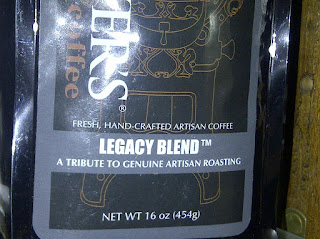 ERS®
coffee
FRESH, HAND-CRAFTED ARTISAN COFFEE
LEGACY BLEND™
A TRIBUTE TO GENUINE ARTISAN ROASTING
NET WT 16 oz (454g)